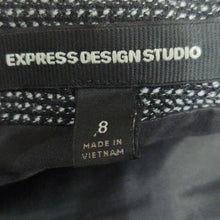 EXPRESS DESIGN STUDIO
8
MADE IN
VIETNAM